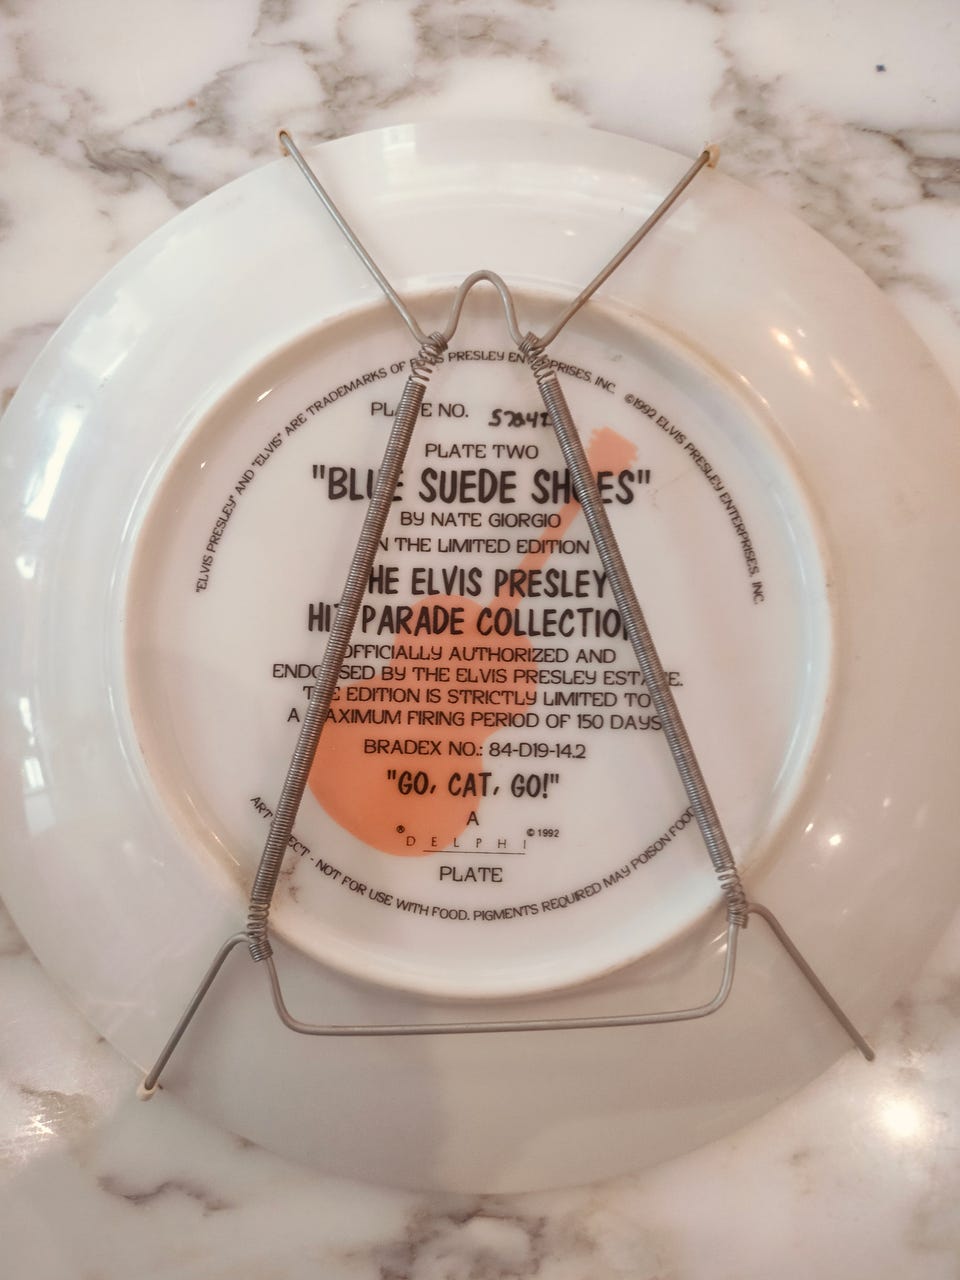 "ELVIS PRESLEY" AND "ELVIS" ARE TRADEMARKS OF ELVIS PRESLEY ENTERPRISES, INC. ©1992 ELVIS PRESLEY ENTERPRISES, INC.
PLATE NO.
PLATE TWO
"BLUE SUEDE SHOES"
BY NATE GIORGIO
IN THE LIMITED EDITION
THE ELVIS PRESLEY
HIT PARADE COLLECTION
OFFICIALLY AUTHORIZED AND
ENDORSED BY THE ELVIS PRESLEY ESTATE.
THE EDITION IS STRICTLY LIMITED TO
A MAXIMUM FIRING PERIOD OF 150 DAYS
BRADEX NO.: 84-D19-14.2
"GO, CAT, GO!"
A
® DELPHI ©1992
PLATE
ART - NOT FOR USE WITH FOOD. PIGMENTS REQUIRED MAY POISON FOOD